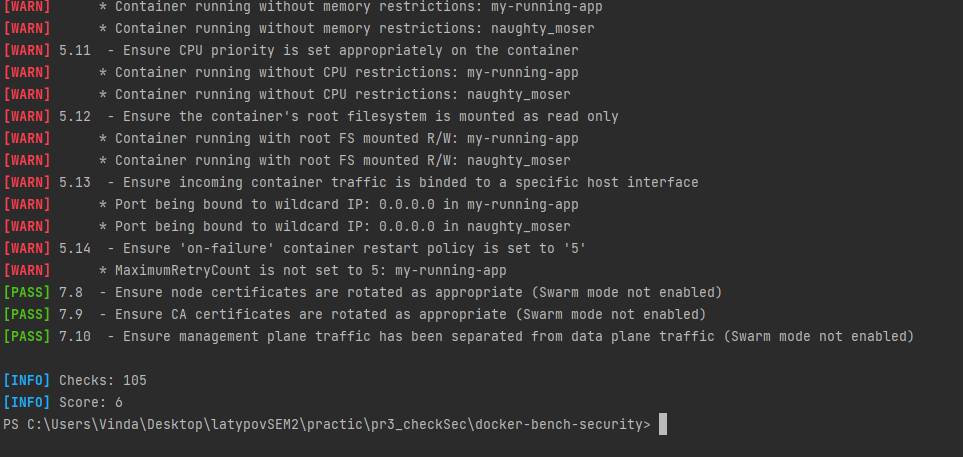 [WARN]      * Container running without memory restrictions: my-running-app
[WARN]      * Container running without memory restrictions: naughty_moser
[WARN] 5.11  - Ensure CPU priority is set appropriately on the container
[WARN]      * Container running without CPU restrictions: my-running-app
[WARN]      * Container running without CPU restrictions: naughty_moser
[WARN] 5.12  - Ensure the container's root filesystem is mounted as read only
[WARN]      * Container running with root FS mounted R/W: my-running-app
[WARN]      * Container running with root FS mounted R/W: naughty_moser
[WARN] 5.13  - Ensure incoming container traffic is binded to a specific host interface
[WARN]      * Port being bound to wildcard IP: 0.0.0.0 in my-running-app
[WARN]      * Port being bound to wildcard IP: 0.0.0.0 in naughty_moser
[WARN] 5.14  - Ensure 'on-failure' container restart policy is set to '5'
[WARN]      * MaximumRetryCount is not set to 5: my-running-app
[PASS] 7.8  - Ensure node certificates are rotated as appropriate (Swarm mode not enabled)
[PASS] 7.9  - Ensure CA certificates are rotated as appropriate (Swarm mode not enabled)
[PASS] 7.10  - Ensure management plane traffic has been separated from data plane traffic (Swarm mode not enabled)
[INFO] Checks: 105
[INFO] Score: 6
PS C:\Users\Vinda\Desktop\latypovSEM2\practic\pr3_checkSec\docker-bench-security>